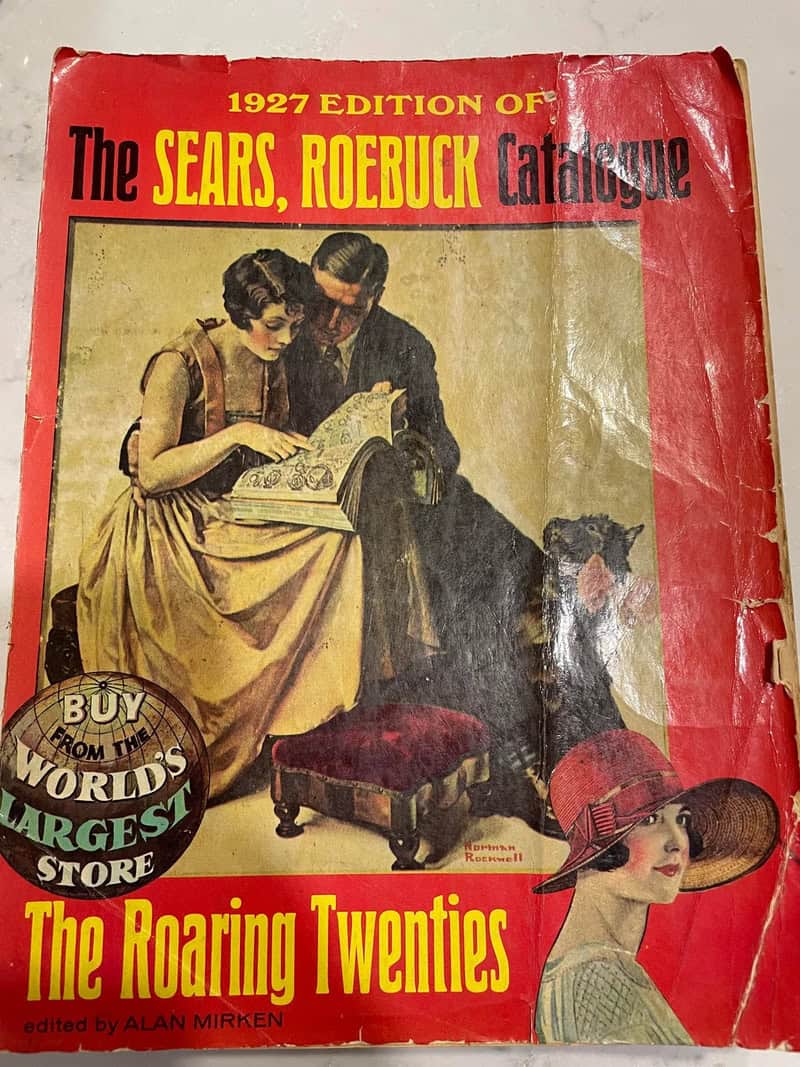 1927 EDITION OF
The SEARS, ROEBUCK Catalogue
BUY
FROM THE
WORLD'S
LARGEST
STORE
Norman
Rockwell
The Roaring Twenties
edited by ALAN MIRKEN